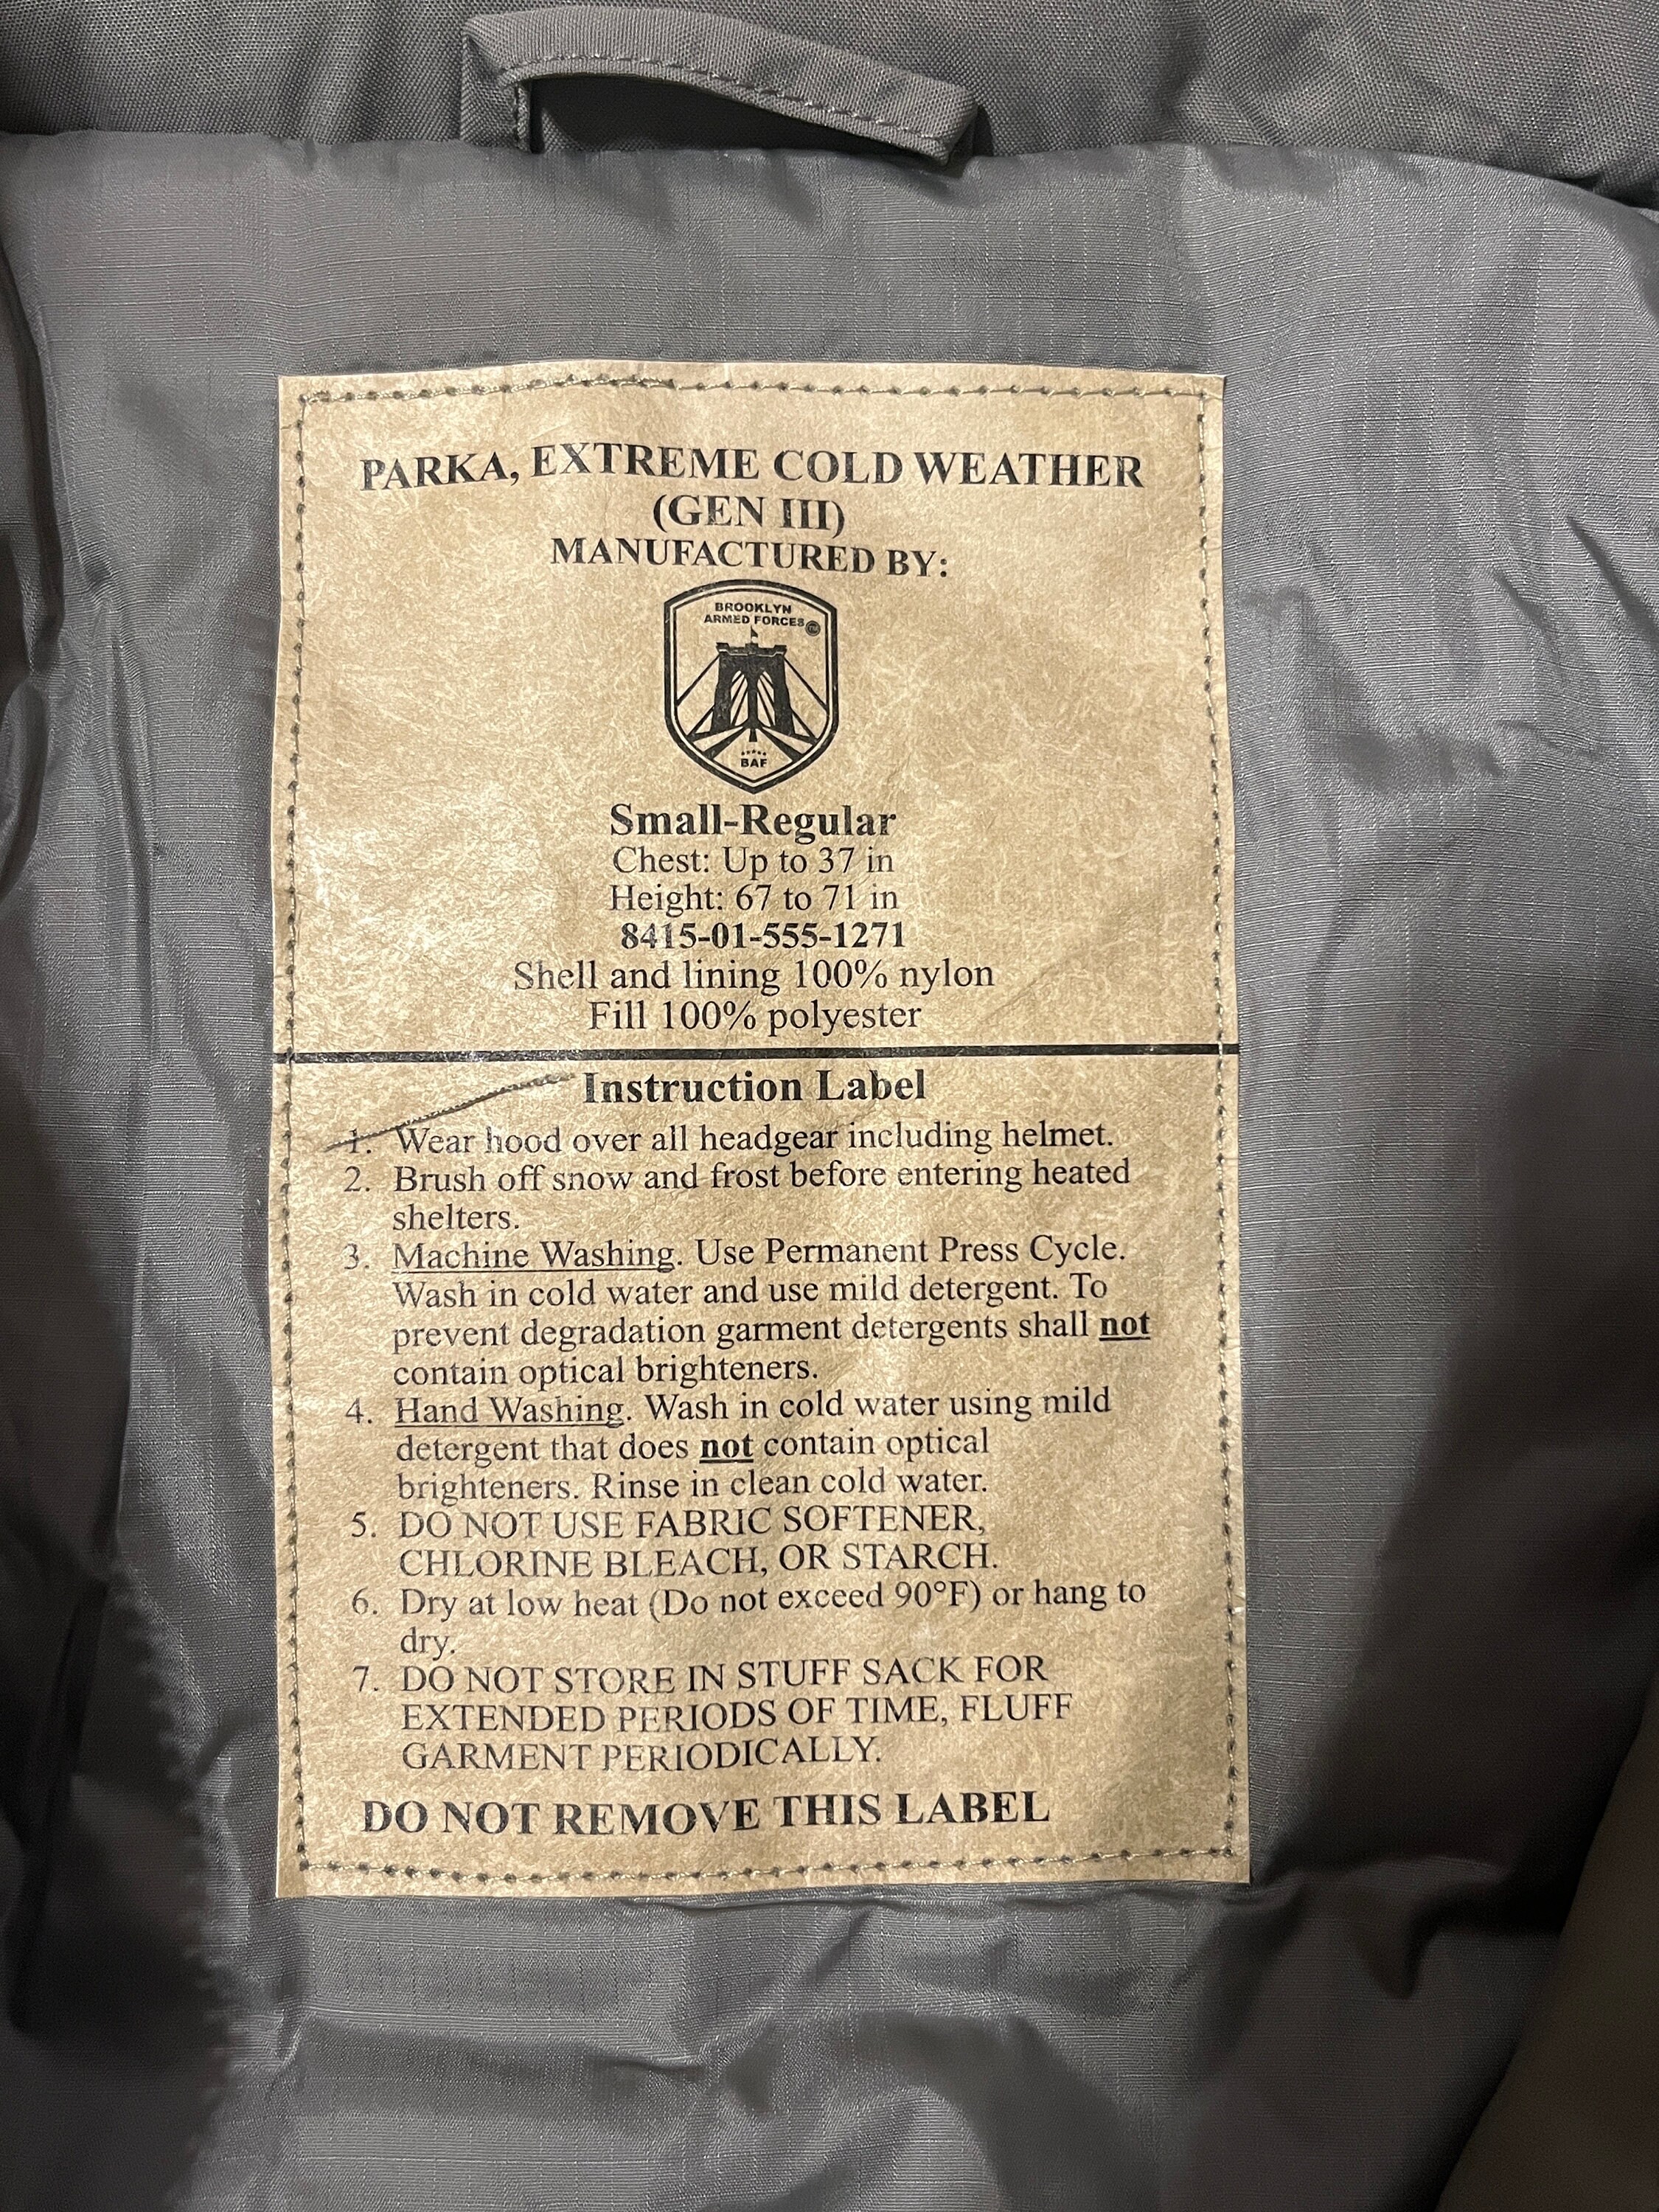 PARKA, EXTREME COLD WEATHER
(GEN III)
MANUFACTURED BY:
BROOKLYN
ARMED FORCES
BAF
Small-Regular
Chest: Up to 37 in
Height: 67 to 71 in
8415-01-555-1271
Shell and lining 100% nylon
Fill 100% polyester
Instruction Label
1. Wear hood over all headgear including helmet.
2. Brush off snow and frost before entering heated
shelters.
3. Machine Washing. Use Permanent Press Cycle.
Wash in cold water and use mild detergent. To
prevent degradation garment detergents shall not
contain optical brighteners.
4. Hand Washing. Wash in cold water using mild
detergent that does not contain optical
brighteners. Rinse in clean cold water.
5. DO NOT USE FABRIC SOFTENER,
CHLORINE BLEACH, OR STARCH.
6. Dry at low heat (Do not exceed 90°F) or hang to
dry.
7. DO NOT STORE IN STUFF SACK FOR
EXTENDED PERIODS OF TIME, FLUFF
GARMENT PERIODICALLY.
DO NOT REMOVE THIS LABEL